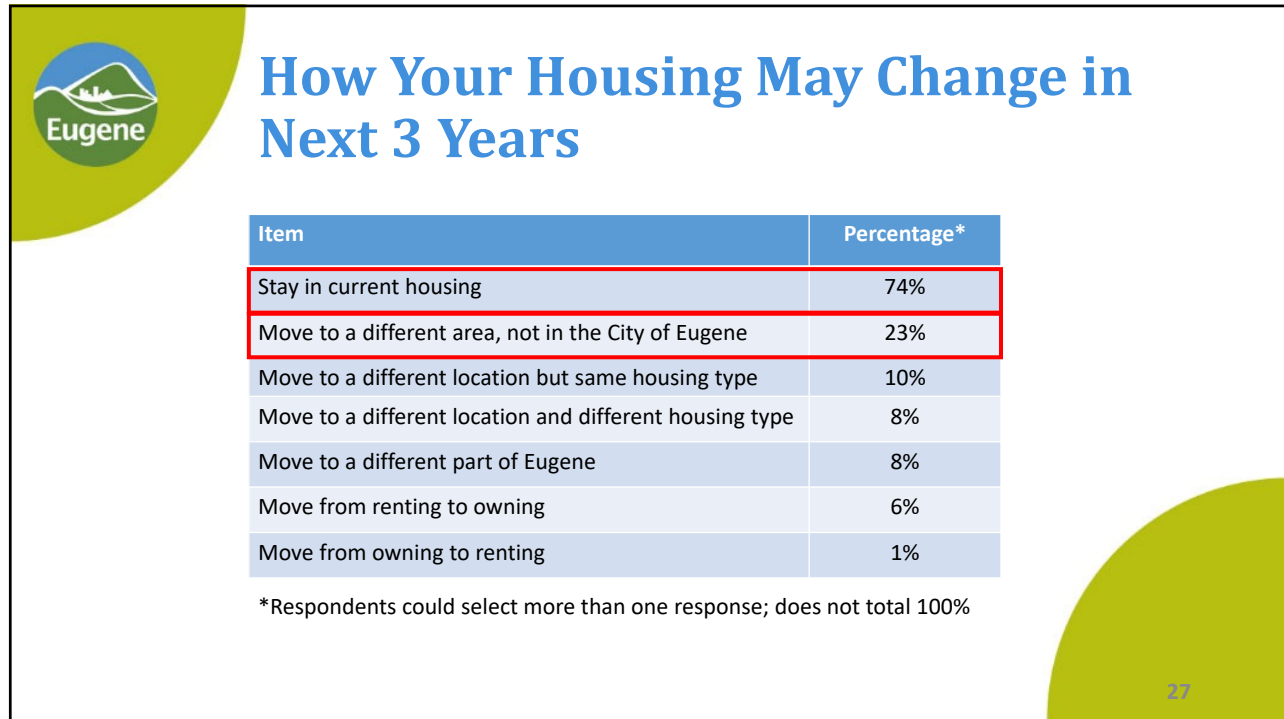 Eugene
How Your Housing May Change in
Next 3 Years
Item Percentage*
Stay in current housing 74%
Move to a different area, not in the City of Eugene 23%
Move to a different location but same housing type 10%
Move to a different location and different housing type 8%
Move to a different part of Eugene 8%
Move from renting to owning 6%
Move from owning to renting 1%
*Respondents could select more than one response; does not total 100%
27